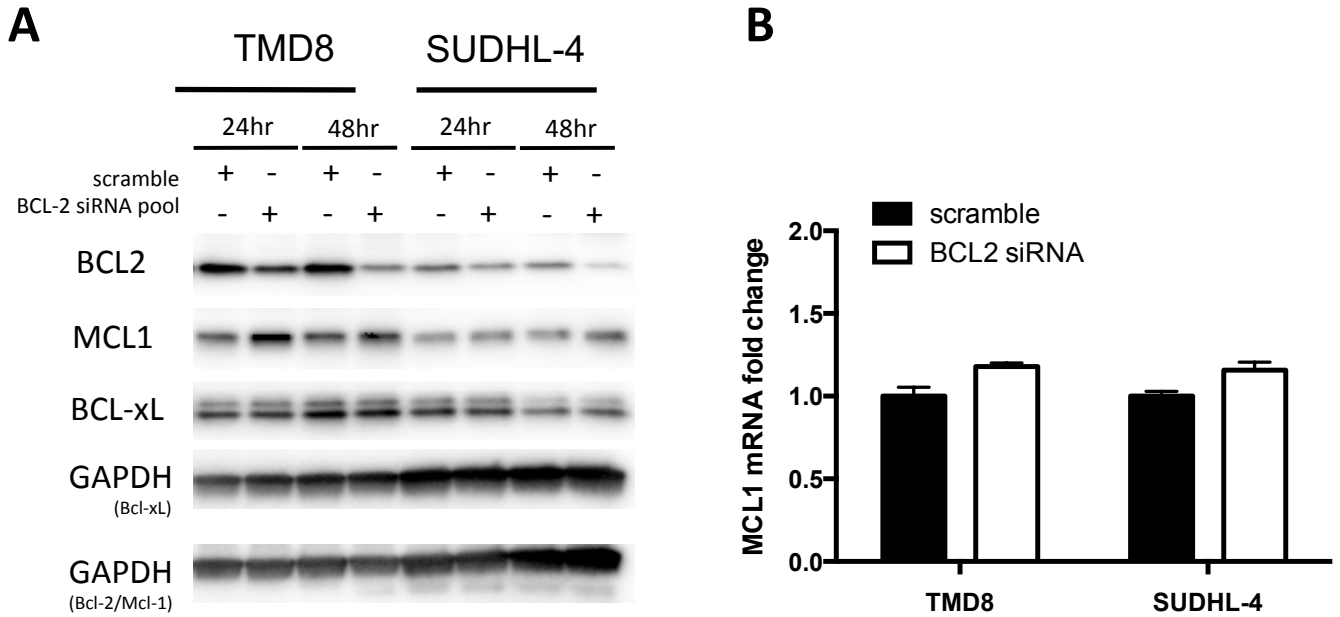 A
TMD8 SUDHL-4
24hr 48hr 24hr 48hr
scramble + - + - + - + -
BCL-2 siRNA pool - + - + - + - +
BCL2
MCL1
BCL-xL
GAPDH
(Bcl-xL)
GAPDH
(Bcl-2/Mcl-1)
B
scramble
BCL2 siRNA
MCL1 mRNA fold change
2.0
1.5
1.0
0.5
0.0
TMD8 SUDHL-4